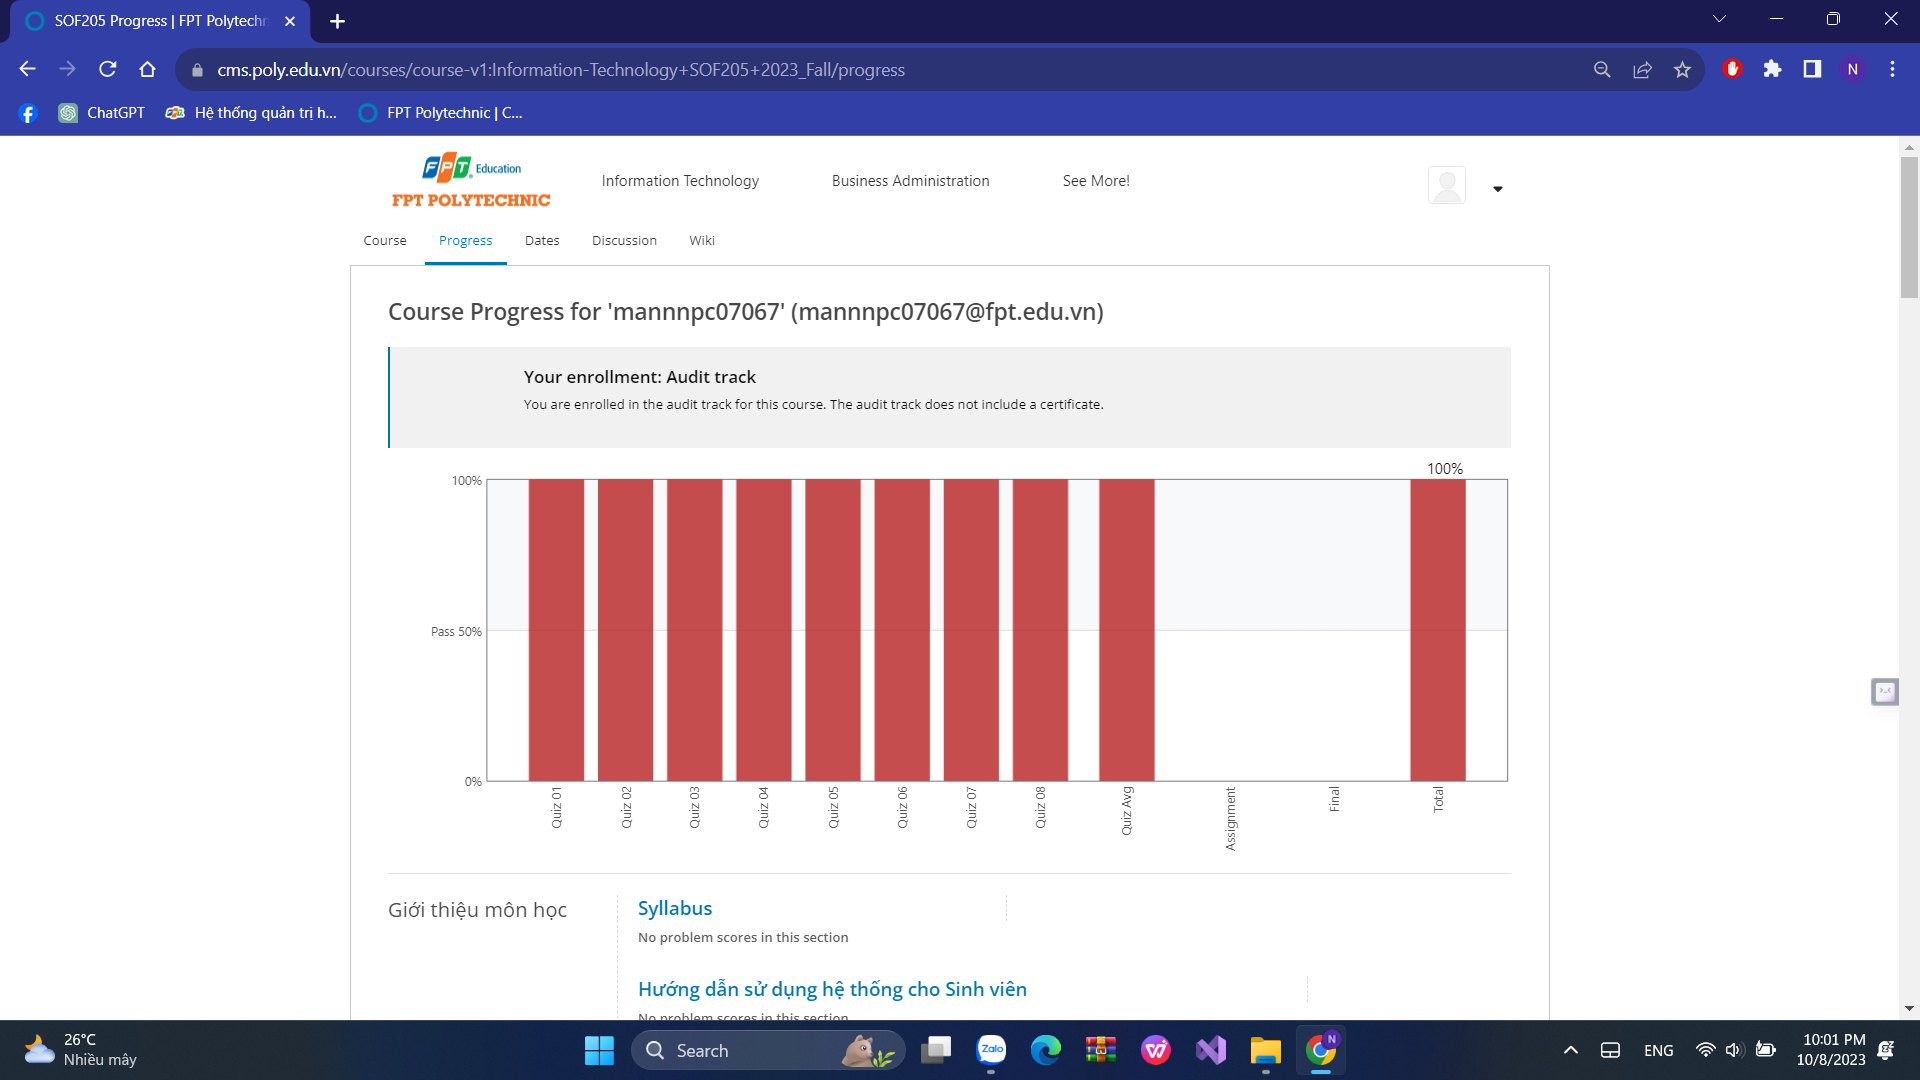 SOF205 Progress | FPT Polytechn
cms.poly.edu.vn/courses/course-v1:Information-Technology+SOF205+2023_Fall/progress
N
ChatGPT
Hệ thống quản trị h...
FPT Polytechnic | C...
FPT Education
FPT POLYTECHNIC
Information Technology
Business Administration
See More!
Course
Progress
Dates
Discussion
Wiki
Course Progress for 'mannnpc07067' (mannnpc07067@fpt.edu.vn)
Your enrollment: Audit track
You are enrolled in the audit track for this course. The audit track does not include a certificate.
100%
100%
Pass 50%
0%
Quiz 01
Quiz 02
Quiz 03
Quiz 04
Quiz 05
Quiz 06
Quiz 07
Quiz 08
Quiz Avg
Assignment
Final
Total
Giới thiệu môn học
Syllabus
No problem scores in this section
Hướng dẫn sử dụng hệ thống cho Sinh viên
No problem scores in this section
26°C
Nhiều mây
Search
Zalo
N
ENG
10:01 PM
10/8/2023